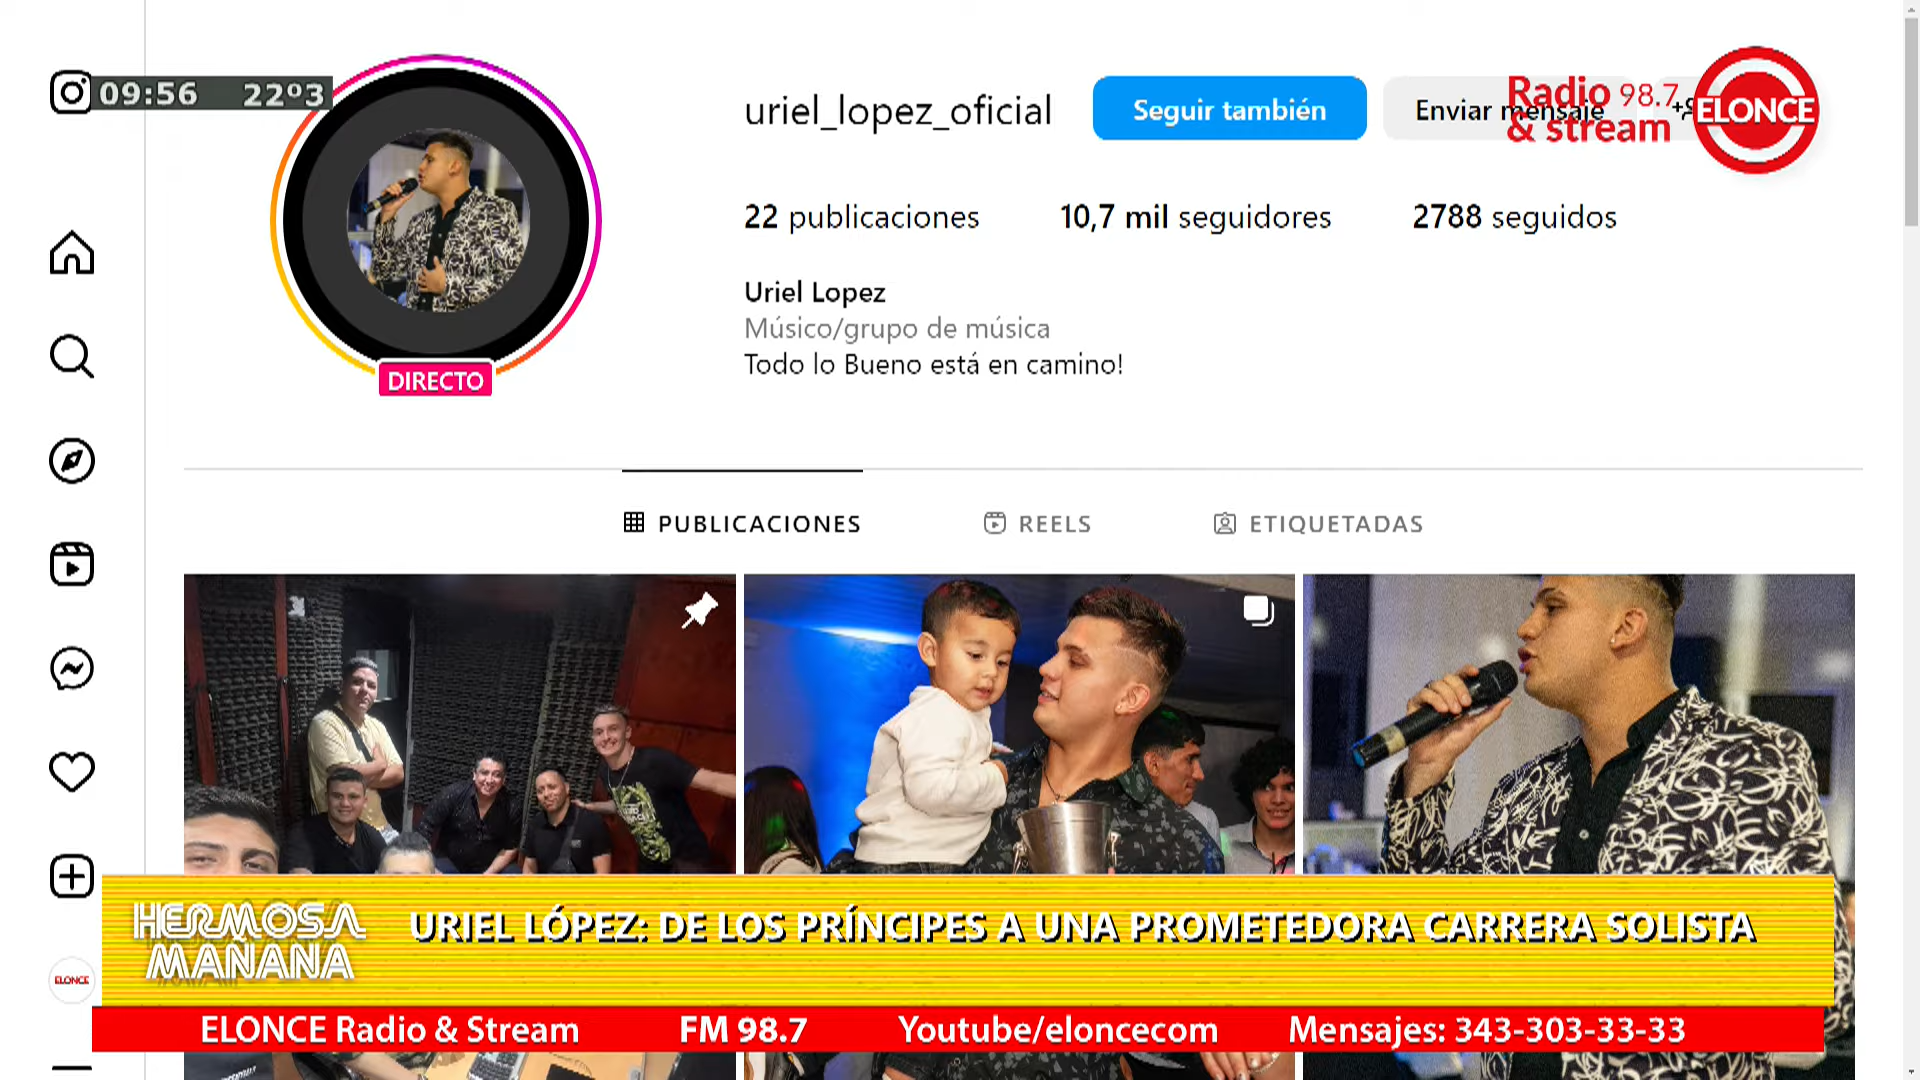 09:56 22º3
uriel_lopez_oficial
Seguir también
Enviar mensaje
Radio 98.7
& stream
ELONCE
22 publicaciones
10,7 mil seguidores
2788 seguidos
Uriel Lopez
Músico/grupo de música
Todo lo Bueno está en camino!
DIRECTO
PUBLICACIONES
REELS
ETIQUETADAS
HERMOSA
MAÑANA
URIEL LÓPEZ: DE LOS PRÍNCIPES A UNA PROMETEDORA CARRERA SOLISTA
ELONCE
ELONCE Radio & Stream
FM 98.7
Youtube/eloncecom
Mensajes: 343-303-33-33